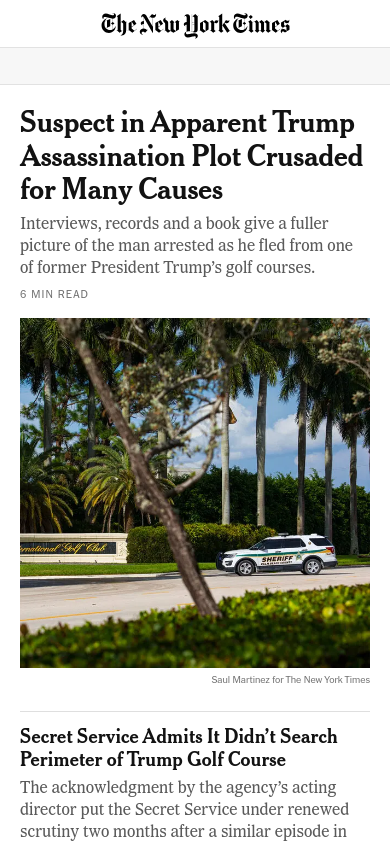 The New York Times
Suspect in Apparent Trump
Assassination Plot Crusaded
for Many Causes
Interviews, records and a book give a fuller
picture of the man arrested as he fled from one
of former President Trump’s golf courses.
6 MIN READ
ernational Golf Club
SHERIFF
PALM BEACH COUNTY
Saul Martinez for The New York Times
Secret Service Admits It Didn’t Search
Perimeter of Trump Golf Course
The acknowledgment by the agency’s acting
director put the Secret Service under renewed
scrutiny two months after a similar episode in